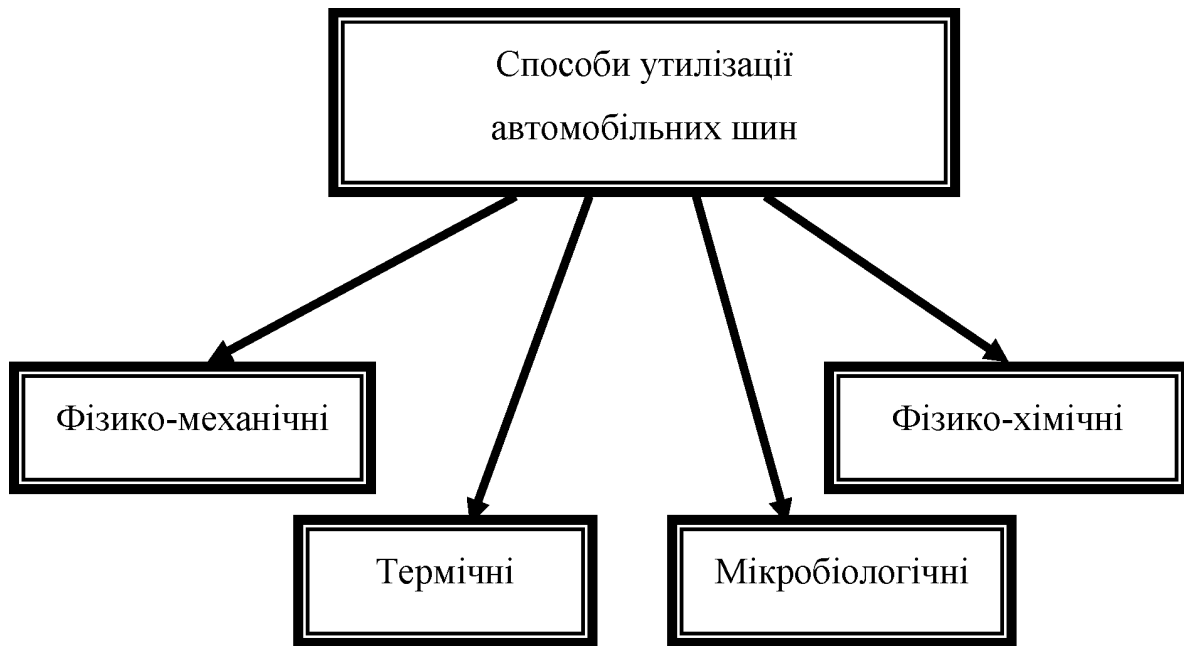 Способи утилізації
автомобільних шин
Фізико-механічні
Фізико-хімічні
Термічні
Мікробіологічні